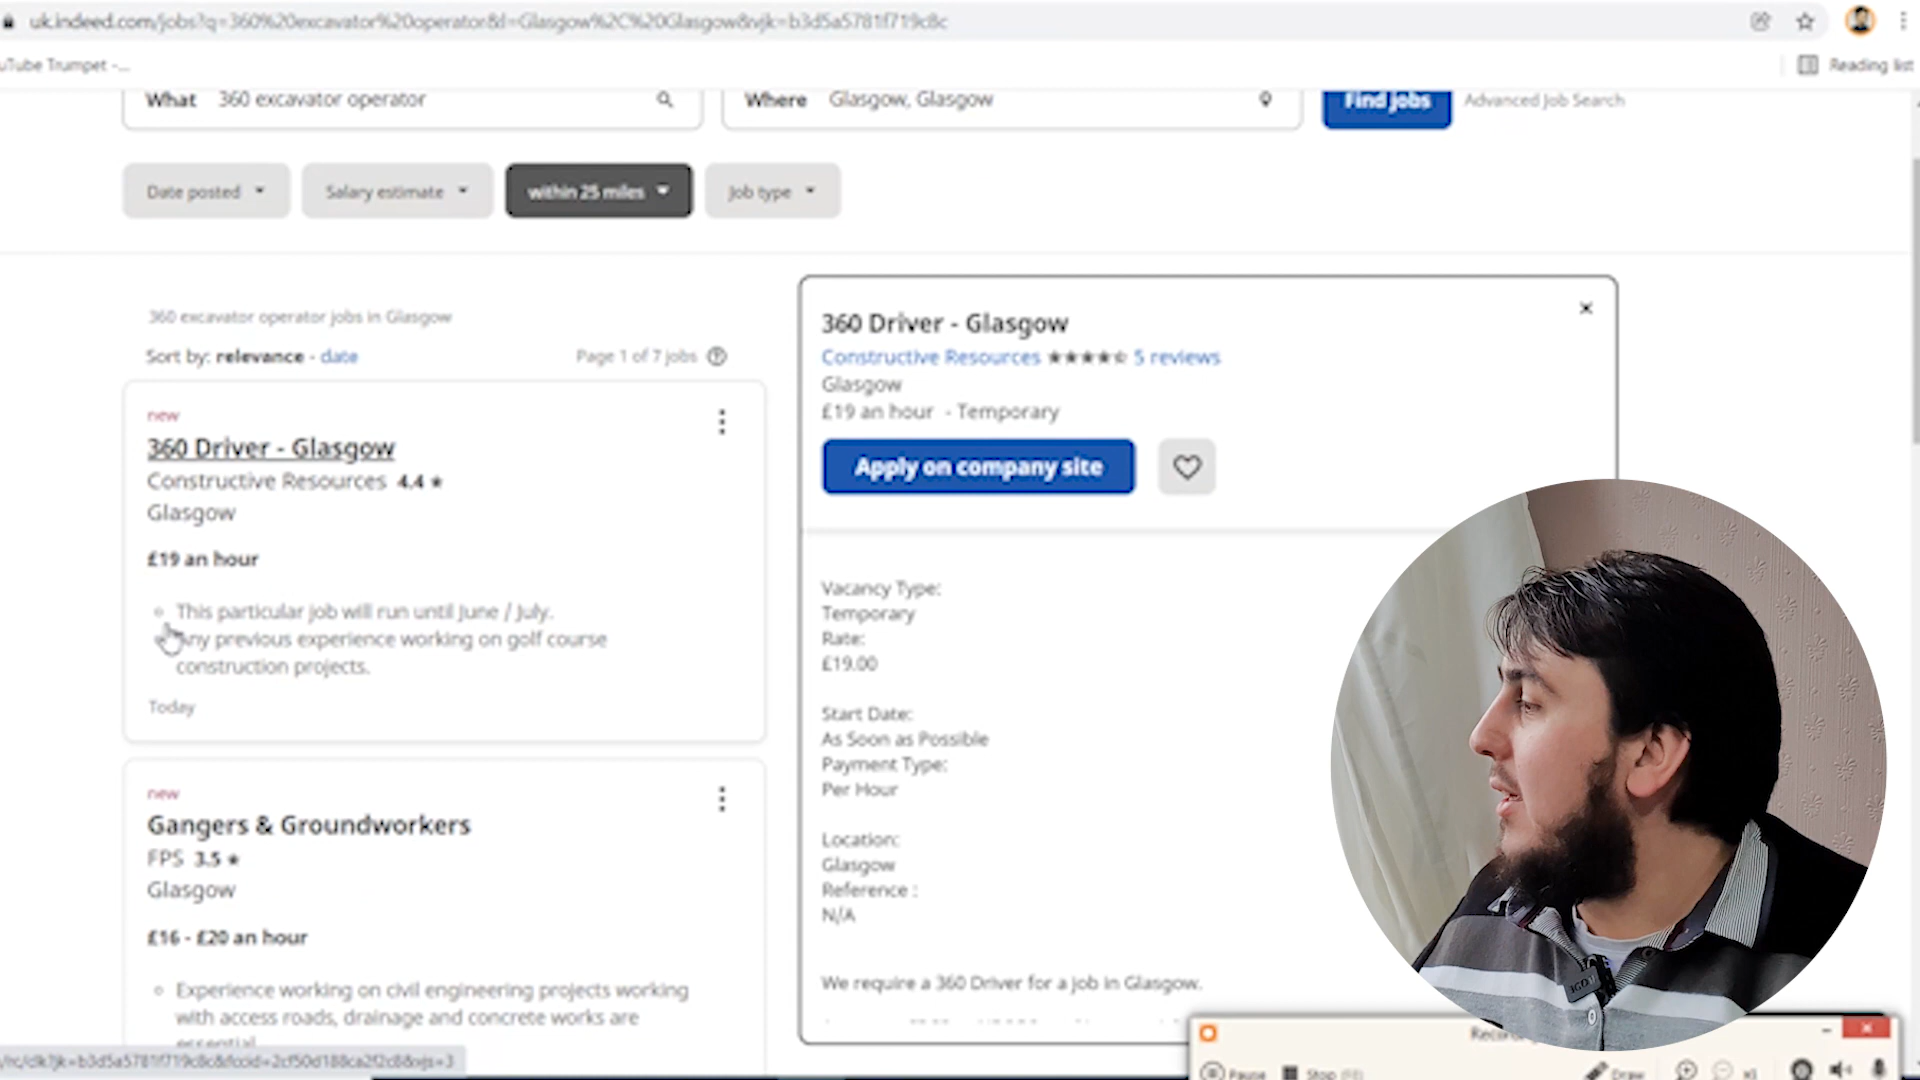 uk.indeed.com/jobs?q=360%20excavator%20operator&l=Glasgow%2C%20Glasgow&vjk=b3d5a5781f719c8c
uTube Trumpet -...
Reading list
What 360 excavator operator
Where Glasgow, Glasgow
Find jobs
Advanced Job Search
Date posted
Salary estimate
within 25 miles
Job type
360 excavator operator jobs in Glasgow
Sort by: relevance - date
Page 1 of 7 jobs
new
360 Driver - Glasgow
Constructive Resources 4.4
Glasgow
£19 an hour
This particular job will run until June / July.
Any previous experience working on golf course
construction projects.
Today
new
Gangers & Groundworkers
FPS 3.5
Glasgow
£16 - £20 an hour
Experience working on civil engineering projects working
with access roads, drainage and concrete works are
essential.
360 Driver - Glasgow
Constructive Resources 5 reviews
Glasgow
£19 an hour - Temporary
Apply on company site
Vacancy Type:
Temporary
Rate:
£19.00
Start Date:
As Soon as Possible
Payment Type:
Per Hour
Location:
Glasgow
Reference :
N/A
We require a 360 Driver for a job in Glasgow.
Pause
Stop
Draw
x1